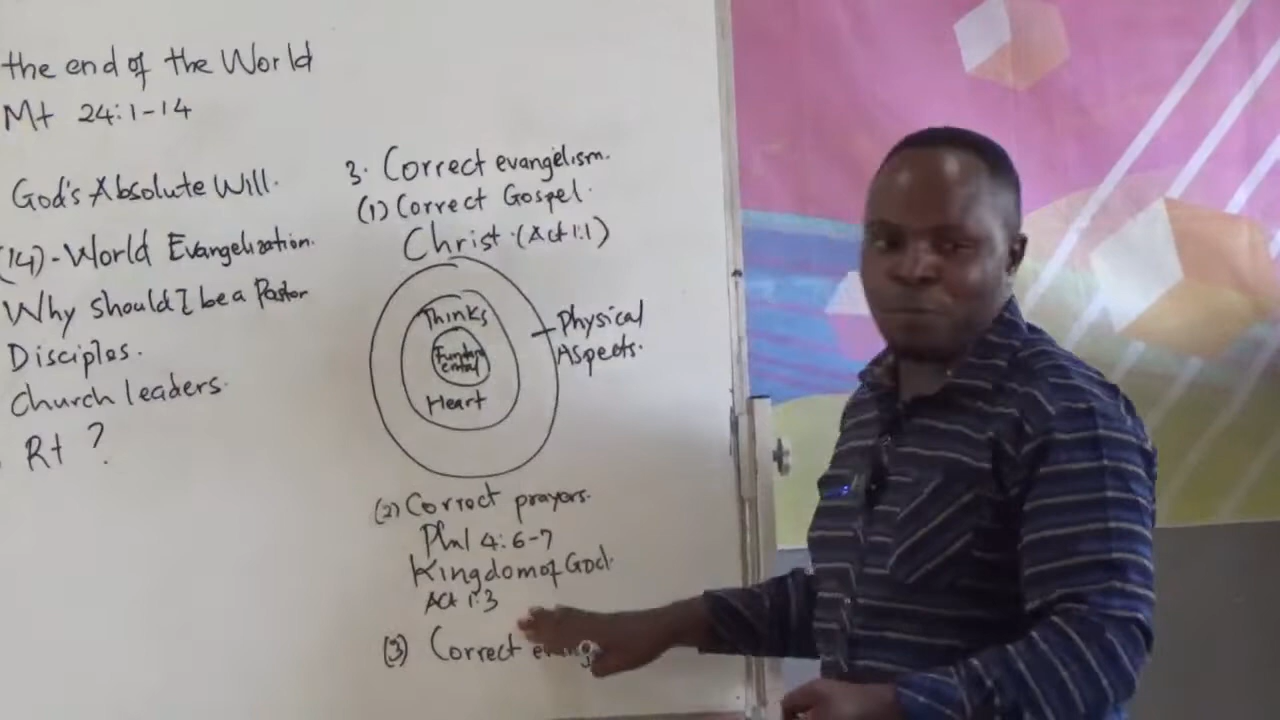 the end of the World
Mt 24:1-14
God's Absolute Will.
(14)-World Evangelization.
Why should I be a Pastor
Disciples.
Church leaders.
Rt ?
3. Correct evangelism.
(1) Correct Gospel.
Christ. (Act 1:1)
Thinks
Heart
Physical
Aspects.
(2) Correct prayers.
Phil 4:6-7
Kingdom of God.
Act 1:3
(3) Correct